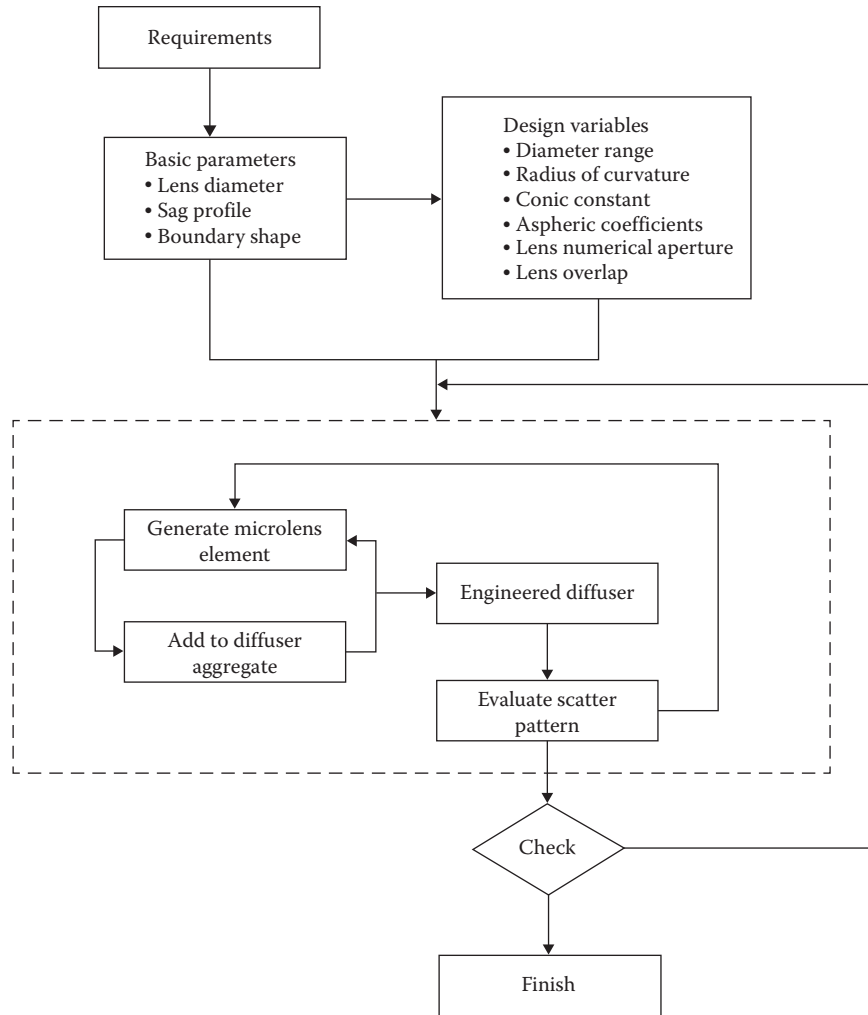 Requirements
Basic parameters
• Lens diameter
• Sag profile
• Boundary shape
Design variables
• Diameter range
• Radius of curvature
• Conic constant
• Aspheric coefficients
• Lens numerical aperture
• Lens overlap
Generate microlens
element
Add to diffuser
aggregate
Engineered diffuser
Evaluate scatter
pattern
Check
Finish